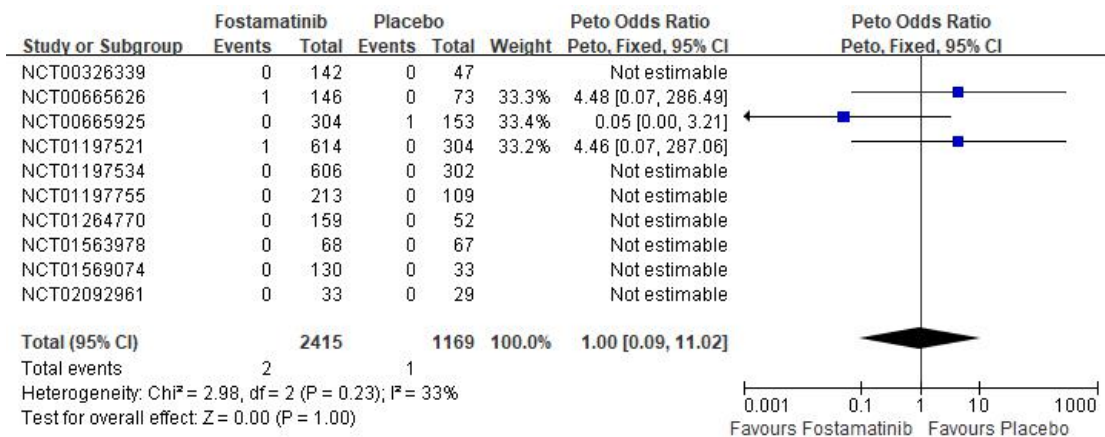 Fostamatinib Placebo Peto Odds Ratio Peto Odds Ratio
Study or Subgroup Events Total Events Total Weight Peto, Fixed, 95% CI Peto, Fixed, 95% CI
NCT00326339 0 142 0 47 Not estimable
NCT00665626 1 146 0 73 33.3% 4.48 [0.07, 286.49]
NCT00665925 0 304 1 153 33.4% 0.05 [0.00, 3.21]
NCT01197521 1 614 0 304 33.2% 4.46 [0.07, 287.06]
NCT01197534 0 606 0 302 Not estimable
NCT01197755 0 213 0 109 Not estimable
NCT01264770 0 159 0 52 Not estimable
NCT01563978 0 68 0 67 Not estimable
NCT01569074 0 130 0 33 Not estimable
NCT02092961 0 33 0 29 Not estimable
Total (95% CI) 2415 1169 100.0% 1.00 [0.09, 11.02]
Total events 2 1
Heterogeneity: Chi² = 2.98, df = 2 (P = 0.23); I² = 33%
Test for overall effect: Z = 0.00 (P = 1.00)
0.001 0.1 1 10 1000
Favours Fostamatinib Favours Placebo